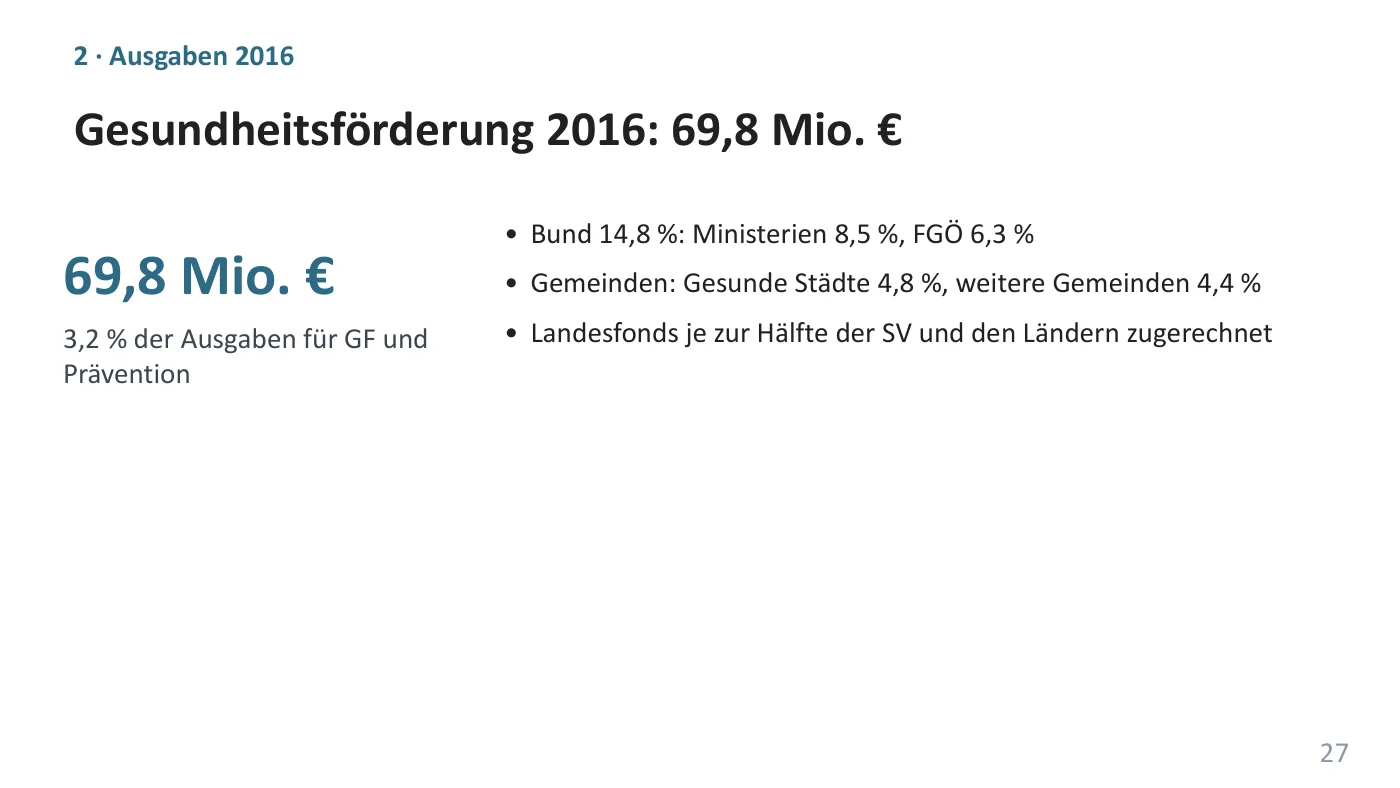 2 · Ausgaben 2016
Gesundheitsförderung 2016: 69,8 Mio. €
69,8 Mio. €
3,2 % der Ausgaben für GF und
Prävention
• Bund 14,8 %: Ministerien 8,5 %, FGÖ 6,3 %
• Gemeinden: Gesunde Städte 4,8 %, weitere Gemeinden 4,4 %
• Landesfonds je zur Hälfte der SV und den Ländern zugerechnet
27